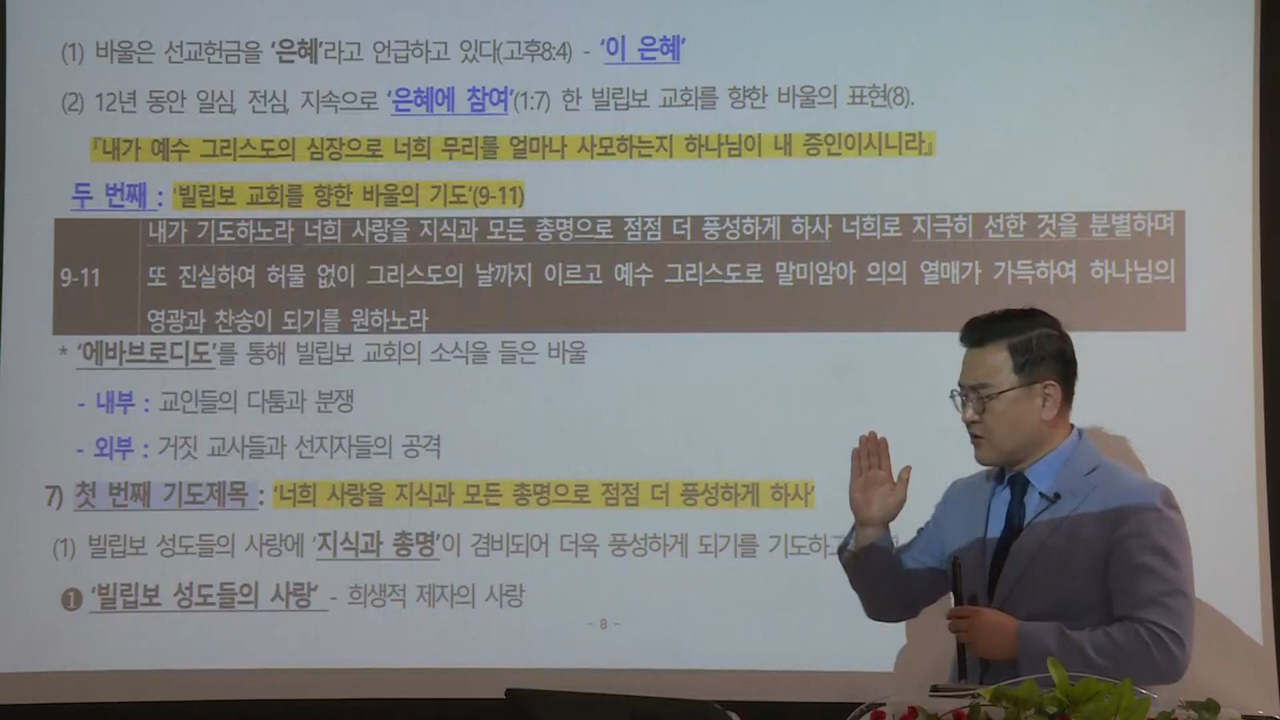 (1) 바울은 선교헌금을 '은혜'라고 언급하고 있다(고후8:4) - '이 은혜'
(2) 12년 동안 일심, 전심, 지속으로 '은혜에 참여'(1:7) 한 빌립보 교회를 향한 바울의 표현(8).
『내가 예수 그리스도의 심장으로 너희 무리를 얼마나 사모하는지 하나님이 내 증인이시니라』
두 번째 : '빌립보 교회를 향한 바울의 기도'(9-11)
내가 기도하노라 너희 사랑을 지식과 모든 총명으로 점점 더 풍성하게 하사 너희로 지극히 선한 것을 분별하며
9-11 또 진실하여 허물 없이 그리스도의 날까지 이르고 예수 그리스도로 말미암아 의의 열매가 가득하여 하나님의
영광과 찬송이 되기를 원하노라
* '에바브로디도'를 통해 빌립보 교회의 소식을 들은 바울
- 내부 : 교인들의 다툼과 분쟁
- 외부 : 거짓 교사들과 선지자들의 공격
7) 첫 번째 기도제목 : '너희 사랑을 지식과 모든 총명으로 점점 더 풍성하게 하사'
(1) 빌립보 성도들의 사랑에 '지식과 총명'이 겸비되어 더욱 풍성하게 되기를 기도하고
❶ '빌립보 성도들의 사랑' - 희생적 제자의 사랑
- 8 -